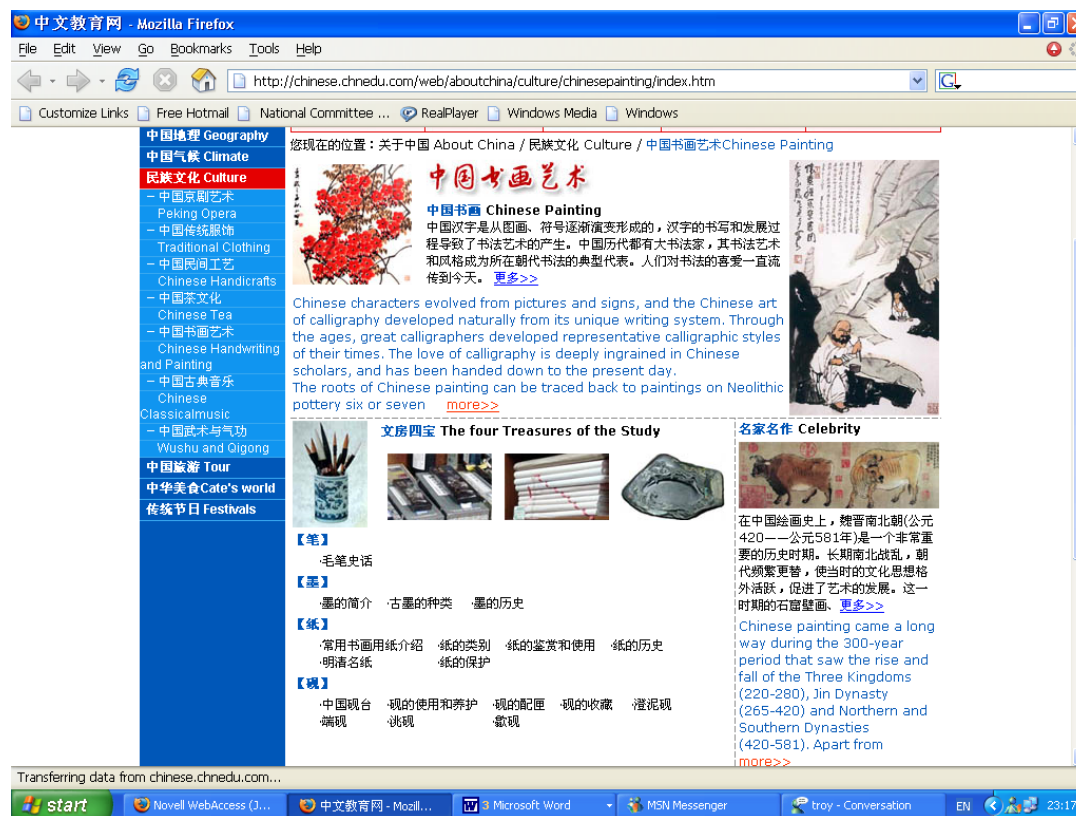 中文教育网 - Mozilla Firefox
File Edit View Go Bookmarks Tools Help
http://chinese.chnedu.com/web/aboutchina/culture/chinesepainting/index.htm
G
Customize Links Free Hotmail National Committee ... RealPlayer Windows Media Windows
中国地理 Geography
中国气候 Climate
民族文化 Culture
－中国京剧艺术
Peking Opera
－中国传统服饰
Traditional Clothing
－中国民间工艺
Chinese Handicrafts
－中国茶文化
Chinese Tea
－中国书画艺术
Chinese Handwriting
and Painting
－中国古典音乐
Chinese
Classicalmusic
－中国武术与气功
Wushu and Qigong
中国旅游 Tour
中华美食Cate's world
传统节日 Festivals
您现在的位置：关于中国 About China / 民族文化 Culture / 中国书画艺术Chinese Painting
中国书画艺术
中国书画 Chinese Painting
中国汉字是从图画、符号逐渐演变形成的，汉字的书写和发展过
程导致了书法艺术的产生。中国历代都有大书法家，其书法艺术
和风格成为所在朝代书法的典型代表。人们对书法的喜爱一直流
传到今天。 更多>>
Chinese characters evolved from pictures and signs, and the Chinese art
of calligraphy developed naturally from its unique writing system. Through
the ages, great calligraphers developed representative calligraphic styles
of their times. The love of calligraphy is deeply ingrained in Chinese
scholars, and has been handed down to the present day.
The roots of Chinese painting can be traced back to paintings on Neolithic
pottery six or seven more>>
文房四宝 The four Treasures of the Study
【笔】
·毛笔史话
【墨】
·墨的简介 ·古墨的种类 ·墨的历史
【纸】
·常用书画用纸介绍 ·纸的类别 ·纸的鉴赏和使用 ·纸的历史
·明清名纸 ·纸的保护
【砚】
·中国砚台 ·砚的使用和养护 ·砚的配匣 ·砚的收藏 ·澄泥砚
·端砚 ·洮砚 ·歙砚
名家名作 Celebrity
在中国绘画史上，魏晋南北朝(公元
420——公元581年)是一个非常重
要的历史时期。长期南北战乱，朝
代频繁更替，使当时的文化思想格
外活跃，促进了艺术的发展。这一
时期的石窟壁画、更多>>
Chinese painting came a long
way during the 300-year
period that saw the rise and
fall of the Three Kingdoms
(220-280), Jin Dynasty
(265-420) and Northern and
Southern Dynasties
(420-581). Apart from
more>>
Transferring data from chinese.chnedu.com...
start Novell WebAccess (J... 中文教育网 - Mozill... 3 Microsoft Word MSN Messenger troy - Conversation EN 23:17